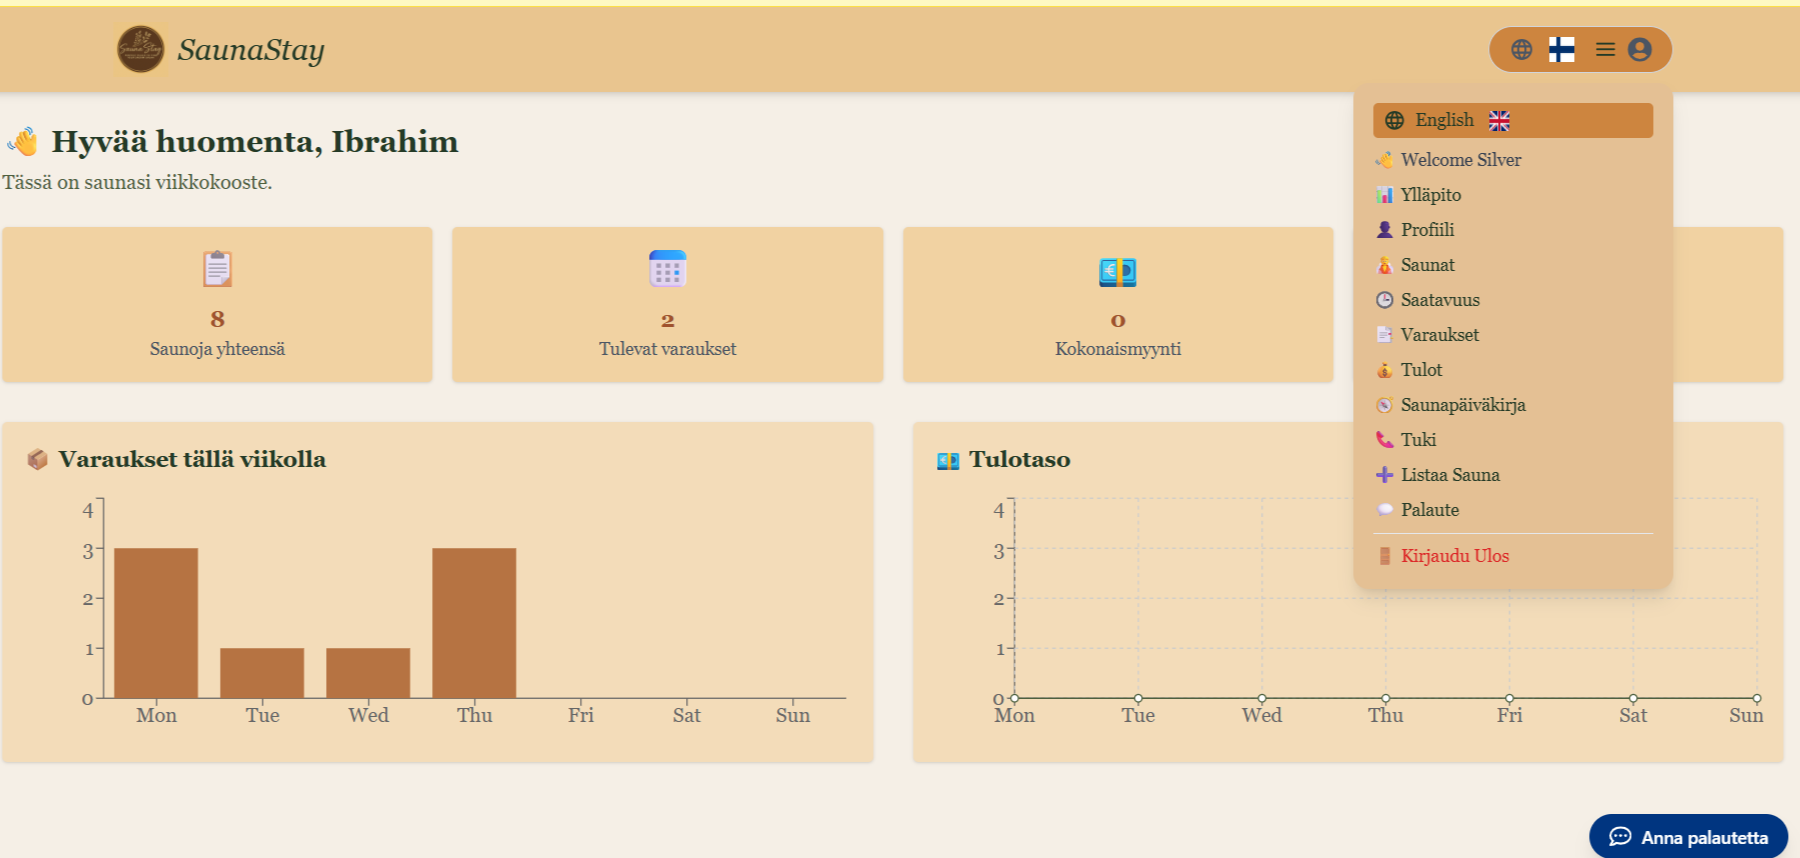 SaunaStay
English
Welcome Silver
Ylläpito
Profiili
Saunat
Saatavuus
Varaukset
Tulot
Saunapäiväkirja
Tuki
Listaa Sauna
Palaute
Kirjaudu Ulos
Hyvää huomenta, Ibrahim
Tässä on saunasi viikkokooste.
8
Saunoja yhteensä
2
Tulevat varaukset
0
Kokonaismyynti
Varaukset tällä viikolla
4
3
2
1
0
Mon Tue Wed Thu Fri Sat Sun
Tulotaso
4
3
2
1
0
Mon Tue Wed Thu Fri Sat Sun
Anna palautetta